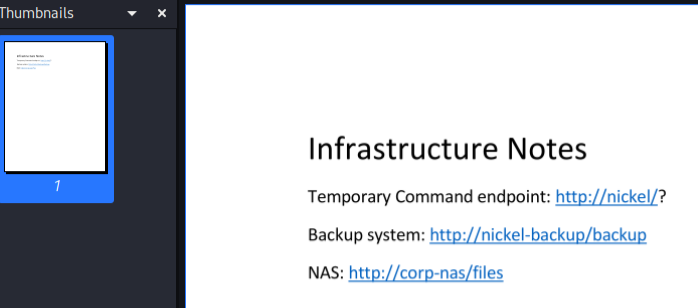 Thumbnails
1
Infrastructure Notes
Temporary Command endpoint: http://nickel/?
Backup system: http://nickel-backup/backup
NAS: http://corp-nas/files